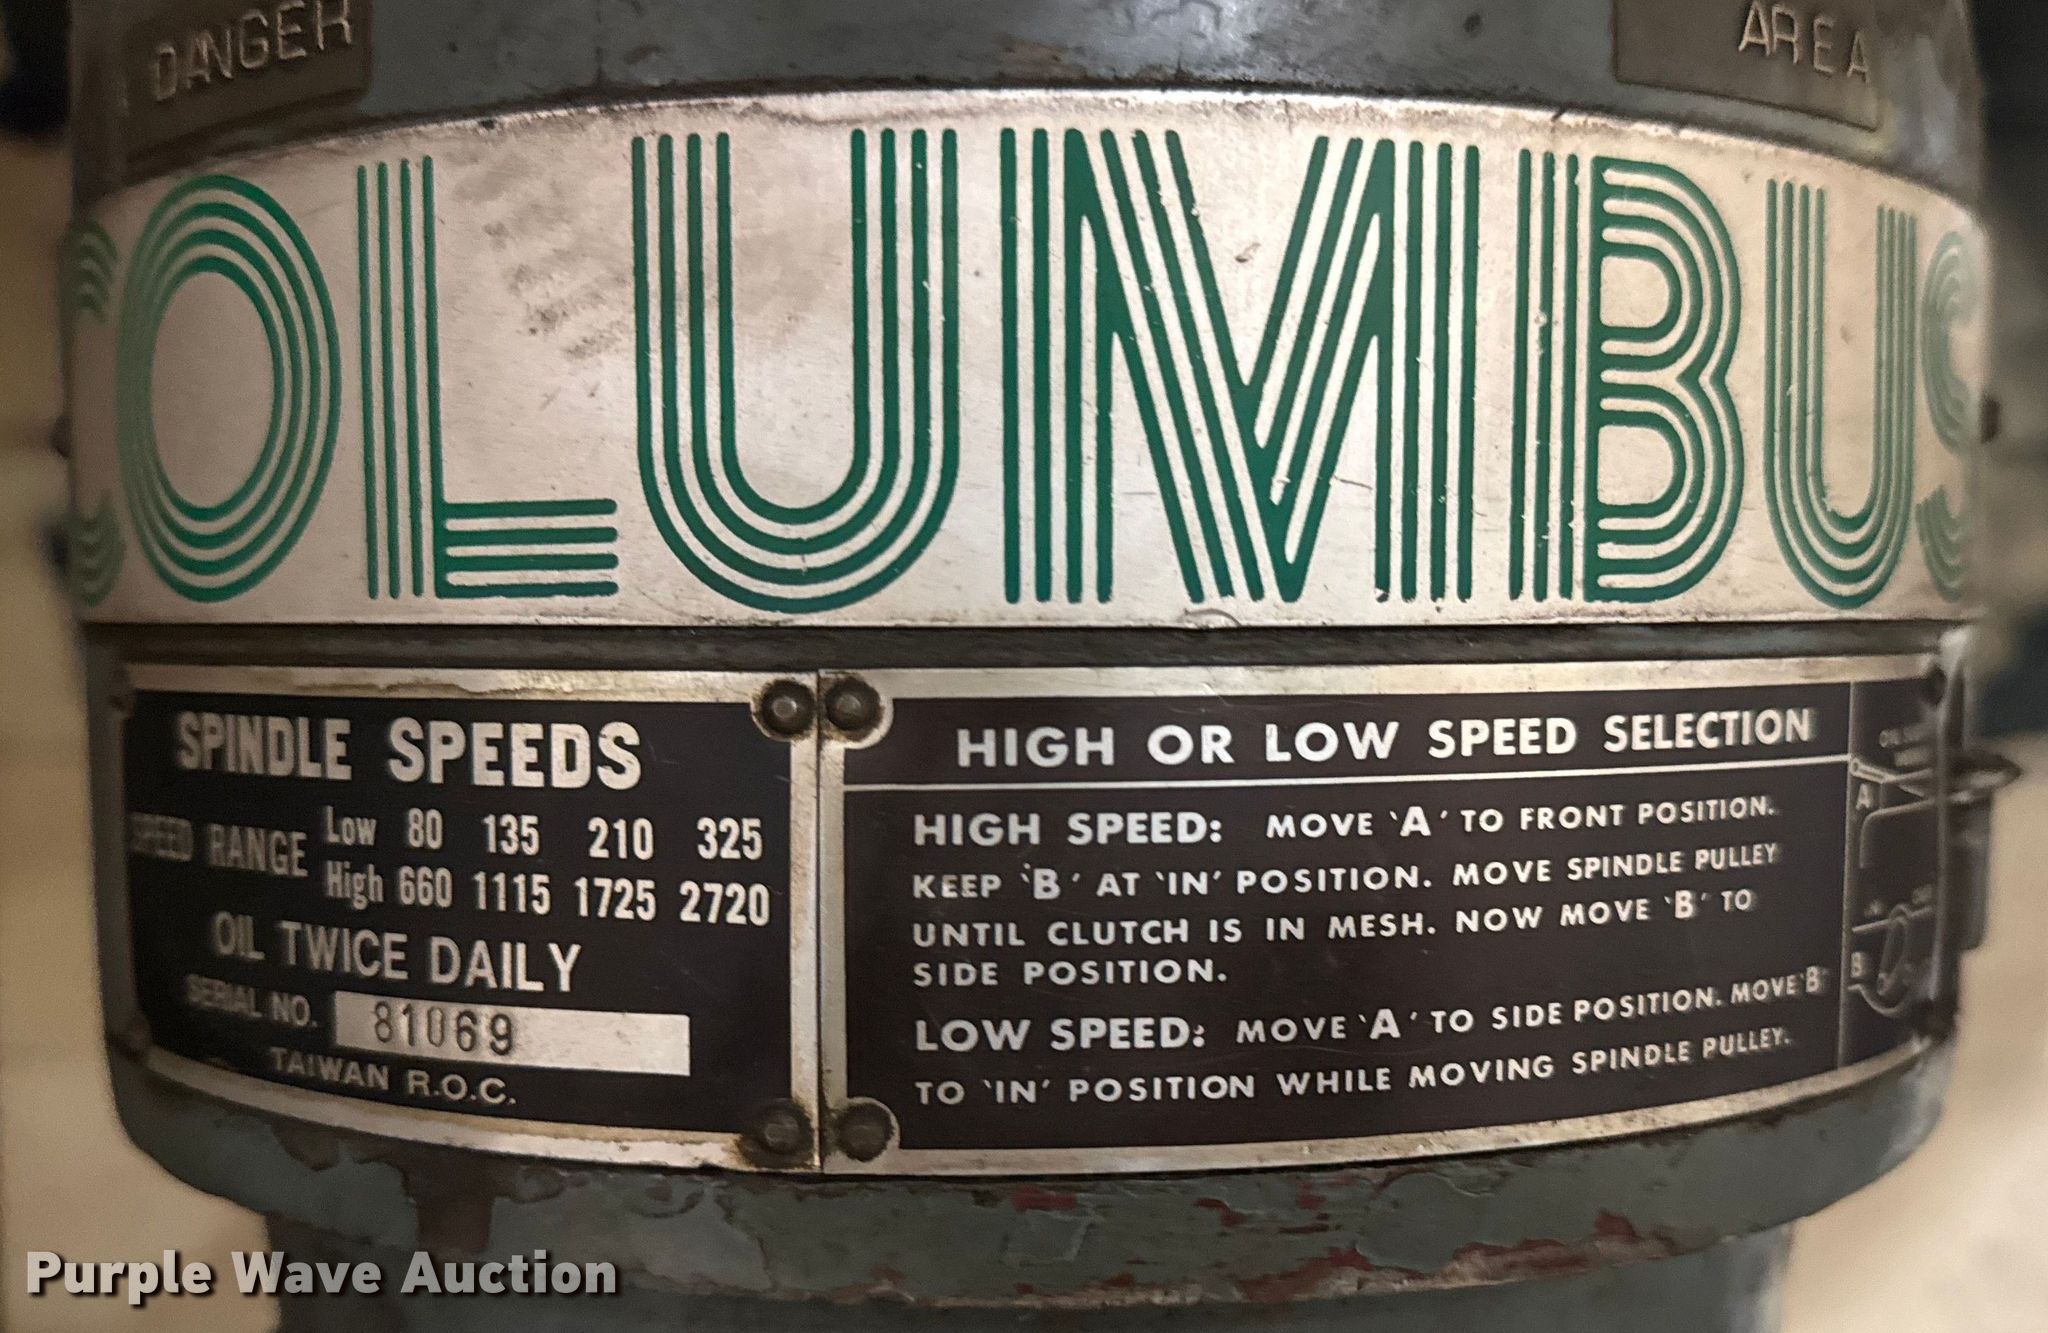 DANGER
AREA
COLUMBUS
SPINDLE SPEEDS
SPEED RANGE
Low 80 135 210 325
High 660 1115 1725 2720
OIL TWICE DAILY
SERIAL NO. 81069
TAIWAN R.O.C.
HIGH OR LOW SPEED SELECTION
HIGH SPEED: MOVE 'A' TO FRONT POSITION.
KEEP 'B' AT 'IN' POSITION. MOVE SPINDLE PULLEY
UNTIL CLUTCH IS IN MESH. NOW MOVE 'B' TO
SIDE POSITION.
LOW SPEED: MOVE 'A' TO SIDE POSITION. MOVE 'B'
TO 'IN' POSITION WHILE MOVING SPINDLE PULLEY.
A
B
Purple Wave Auction